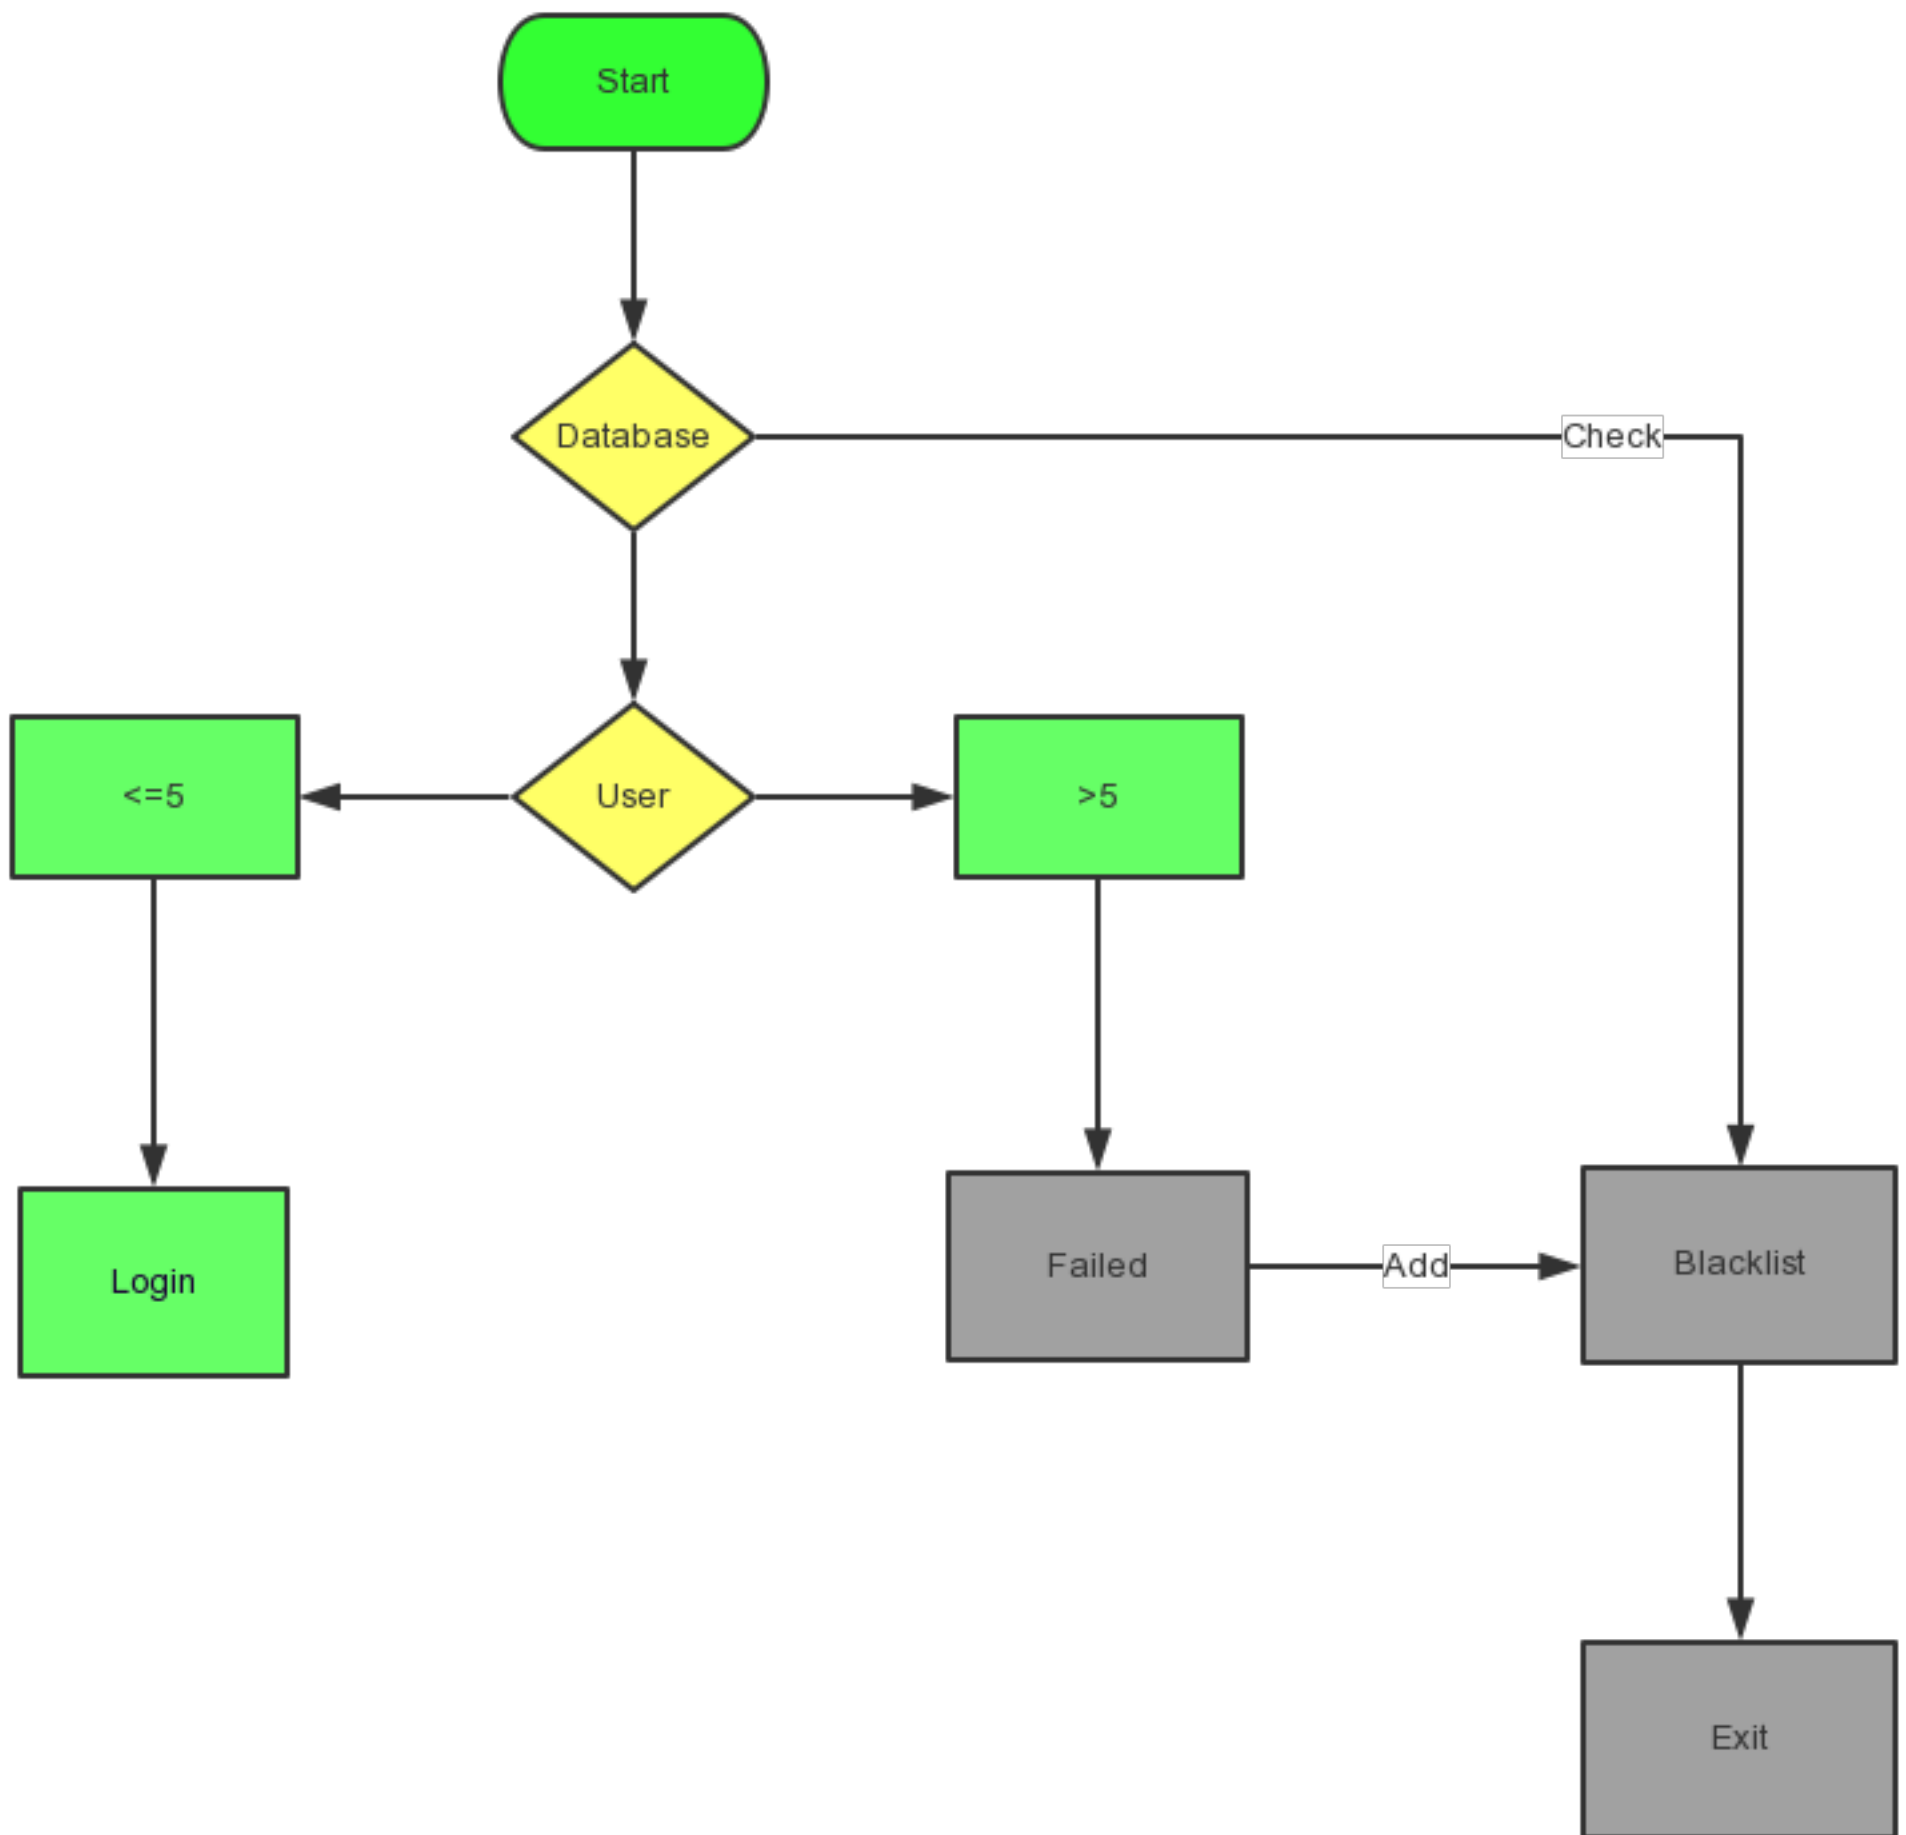 Start
Database
Check
<=5
User
>5
Login
Failed
Add
Blacklist
Exit